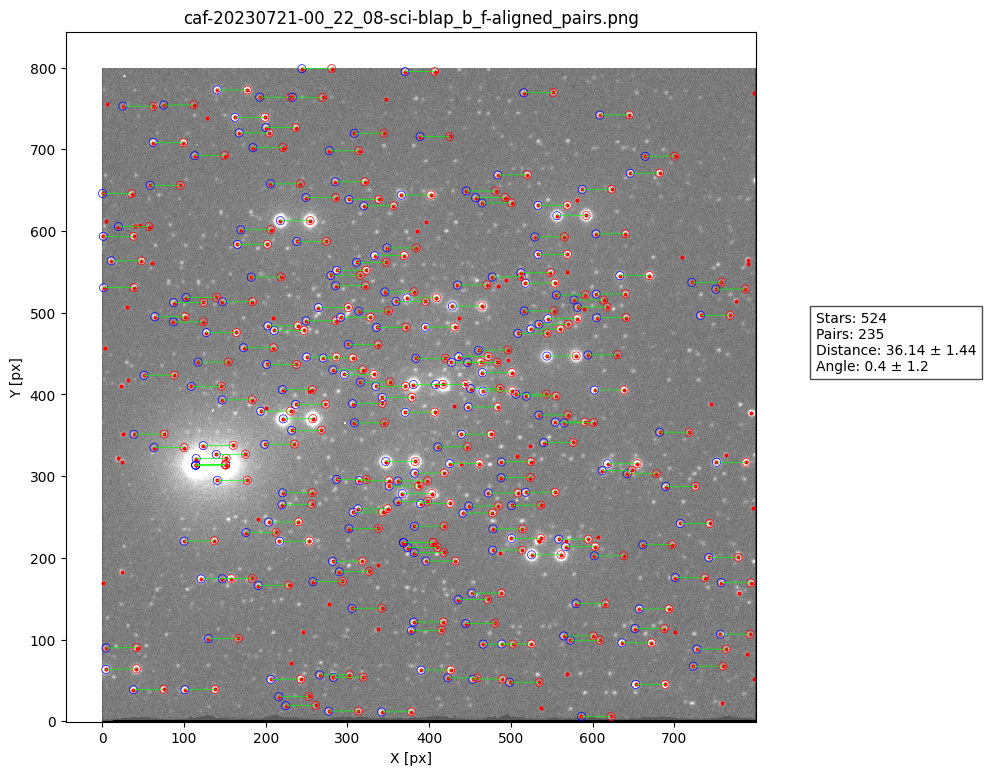 caf-20230721-00_22_08-sci-blap_b_f-aligned_pairs.png
800
700
600
500
400
300
200
100
0
Y [px]
0 100 200 300 400 500 600 700
X [px]
Stars: 524
Pairs: 235
Distance: 36.14 ± 1.44
Angle: 0.4 ± 1.2